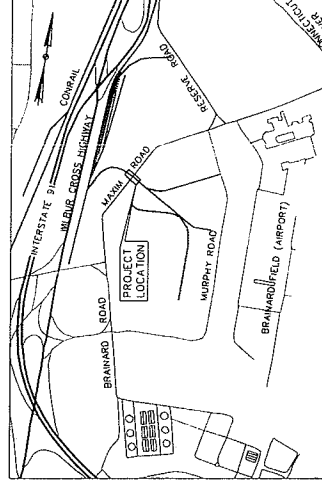 CONRAIL
INTERSTATE 91
WILBUR CROSS HIGHWAY
RESERVE ROAD
CONNECTICUT
MAXIM ROAD
PROJECT
LOCATION
BRAINARD ROAD
MURPHY ROAD
BRAINARD FIELD (AIRPORT)